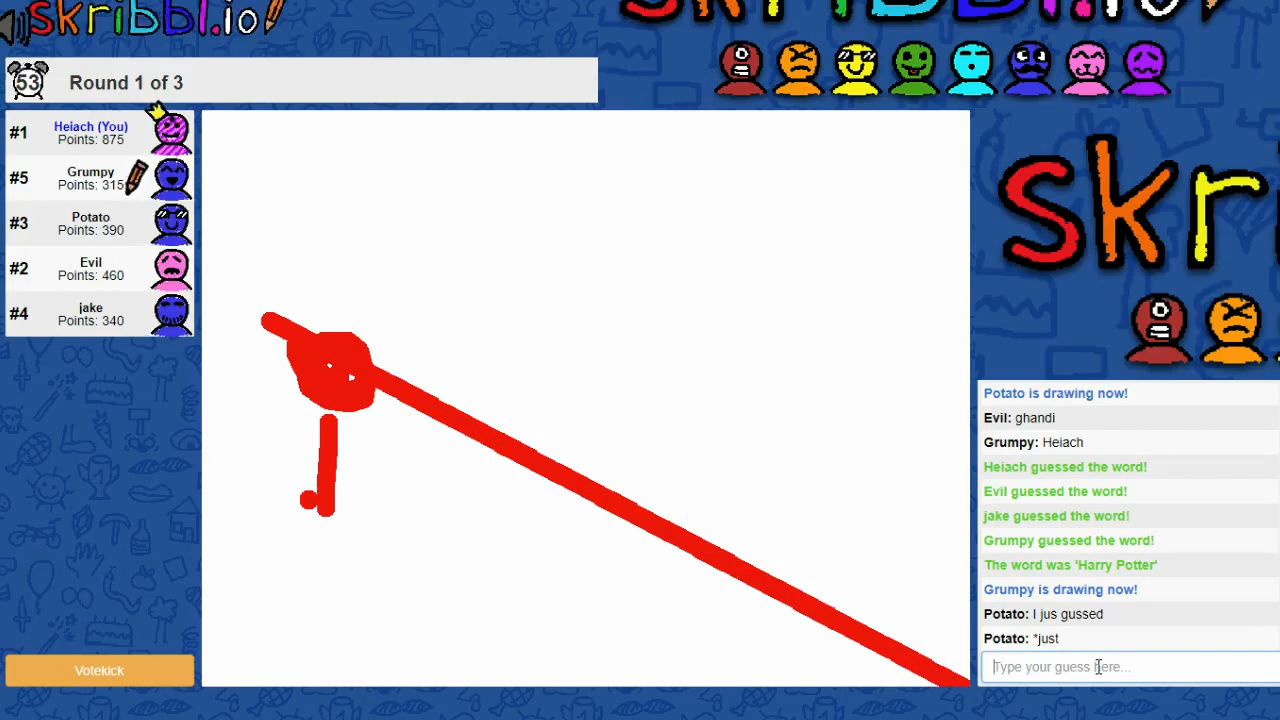 skribbl.io
skribbl.io
53
Round 1 of 3
#1
Heiach (You)
Points: 875
#5
Grumpy
Points: 315
#3
Potato
Points: 390
#2
Evil
Points: 460
#4
jake
Points: 340
Votekick
skr
Potato is drawing now!
Evil: ghandi
Grumpy: Heiach
Heiach guessed the word!
Evil guessed the word!
jake guessed the word!
Grumpy guessed the word!
The word was 'Harry Potter'
Grumpy is drawing now!
Potato: I jus gussed
Potato: *just
Type your guess here...